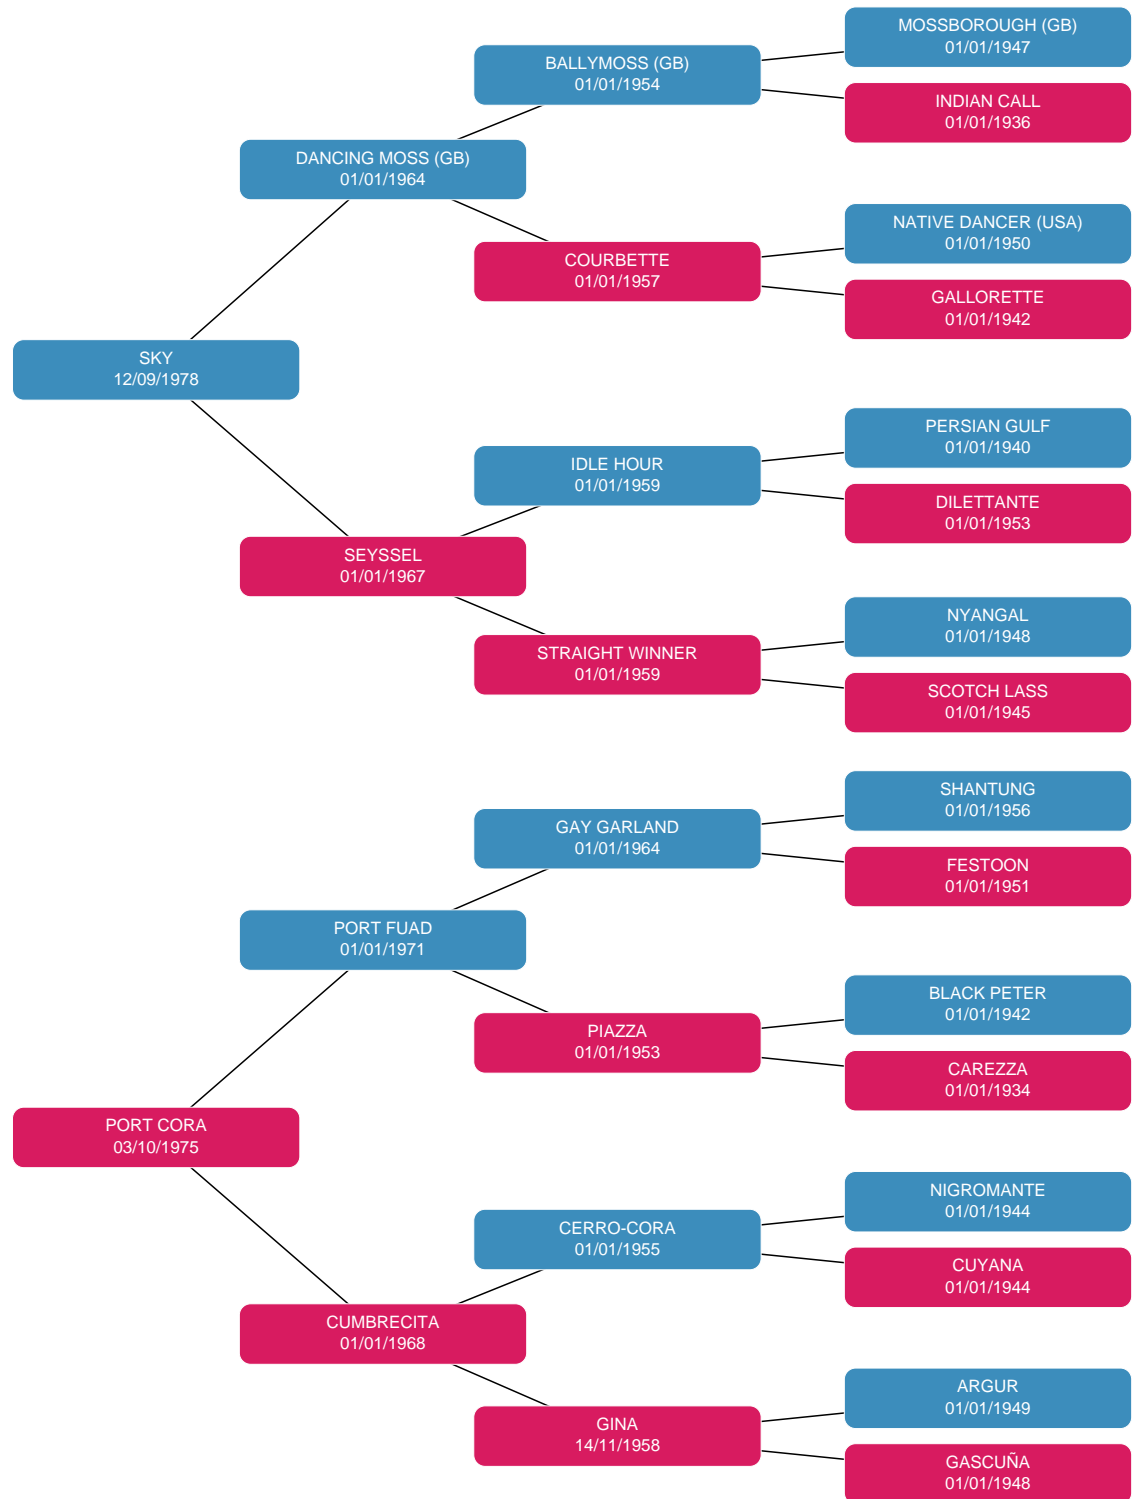 MOSSBOROUGH (GB)
01/01/1947
BALLYMOSS (GB)
01/01/1954
INDIAN CALL
01/01/1936
DANCING MOSS (GB)
01/01/1964
NATIVE DANCER (USA)
01/01/1950
COURBETTE
01/01/1957
GALLORETTE
01/01/1942
SKY
12/09/1978
PERSIAN GULF
01/01/1940
IDLE HOUR
01/01/1959
DILETTANTE
01/01/1953
SEYSSEL
01/01/1967
NYANGAL
01/01/1948
STRAIGHT WINNER
01/01/1959
SCOTCH LASS
01/01/1945
SHANTUNG
01/01/1956
GAY GARLAND
01/01/1964
FESTOON
01/01/1951
PORT FUAD
01/01/1971
BLACK PETER
01/01/1942
PIAZZA
01/01/1953
CAREZZA
01/01/1934
PORT CORA
03/10/1975
NIGROMANTE
01/01/1944
CERRO-CORA
01/01/1955
CUYANA
01/01/1944
CUMBRECITA
01/01/1968
ARGUR
01/01/1949
GINA
14/11/1958
GASCUÑA
01/01/1948